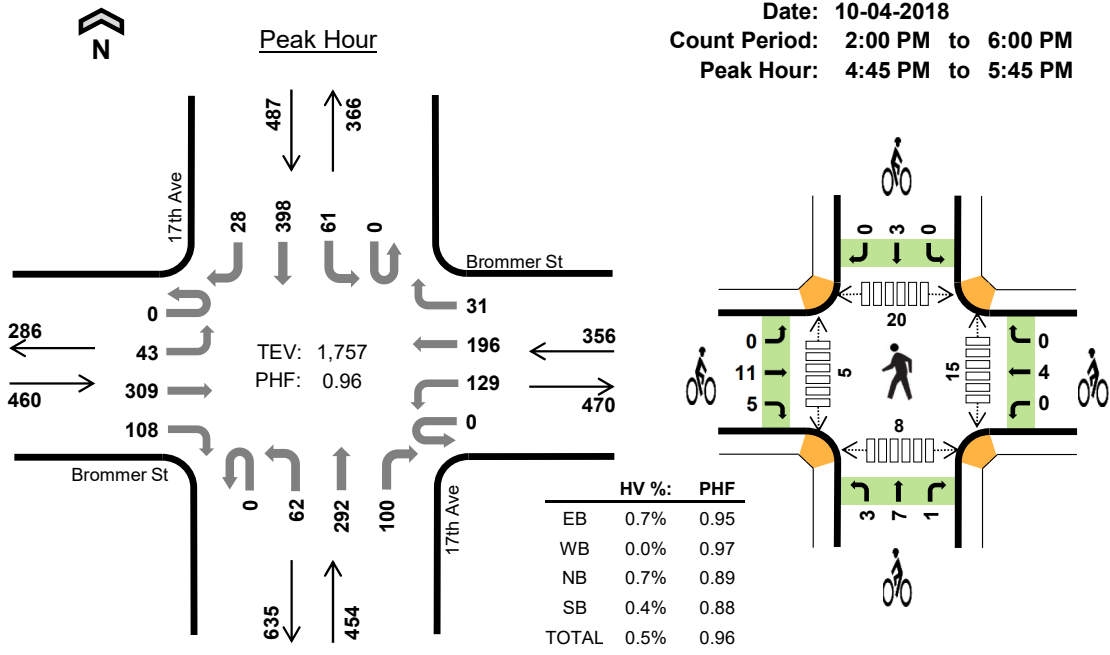 N
Peak Hour
Date: 10-04-2018
Count Period: 2:00 PM to 6:00 PM
Peak Hour: 4:45 PM to 5:45 PM
487
366
17th Ave
28
398
61
0
Brommer St
0
43
309
108
286
460
TEV: 1,757
PHF: 0.96
31
196
129
0
356
470
Brommer St
0
62
292
100
17th Ave
635
454
HV %: PHF
EB 0.7% 0.95
WB 0.0% 0.97
NB 0.7% 0.89
SB 0.4% 0.88
TOTAL 0.5% 0.96
0 3 0
20
0
11
5
5
15
0
4
0
8
3 7 1